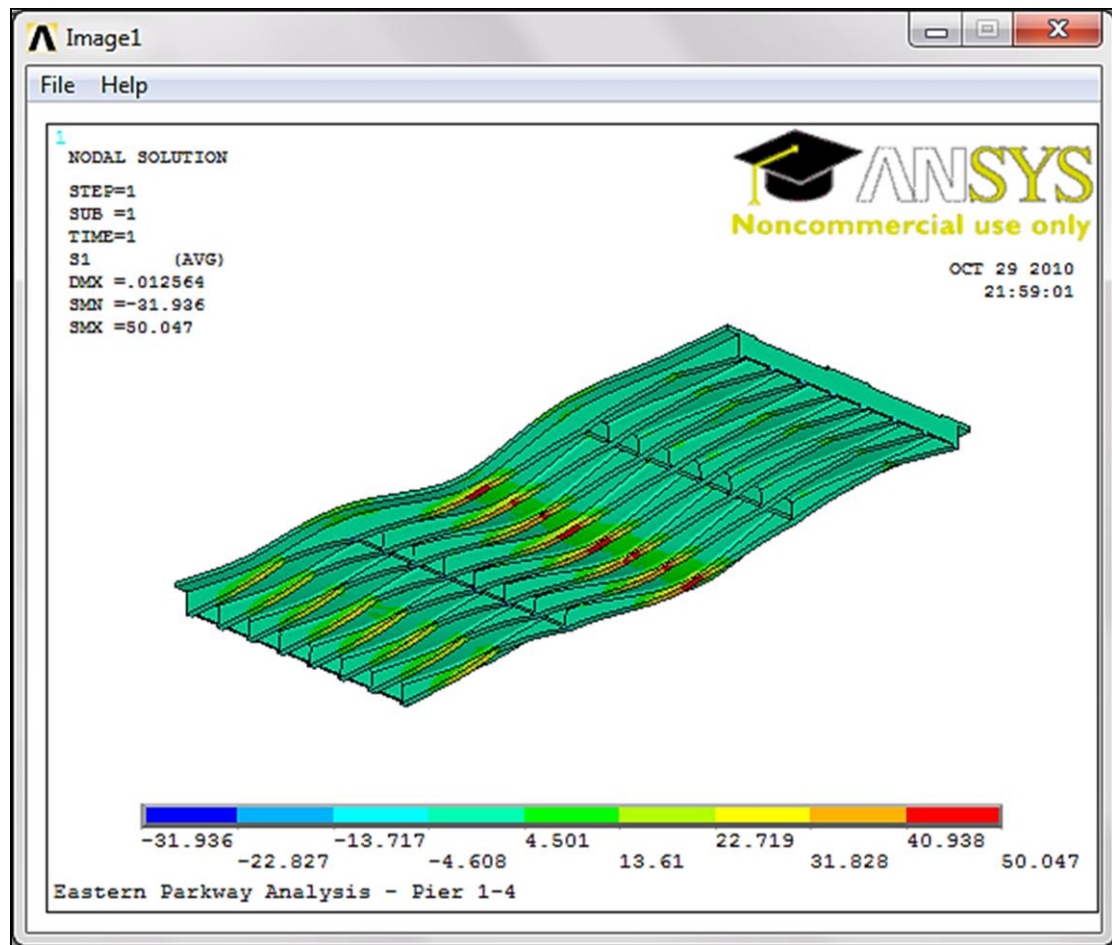 Image1
File Help
1
NODAL SOLUTION
STEP=1
SUB =1
TIME=1
S1 (AVG)
DMX =.012564
SMN =-31.936
SMX =50.047
ANSYS
Noncommercial use only
OCT 29 2010
21:59:01
-31.936 -13.717 4.501 22.719 40.938
-22.827 -4.608 13.61 31.828 50.047
Eastern Parkway Analysis - Pier 1-4